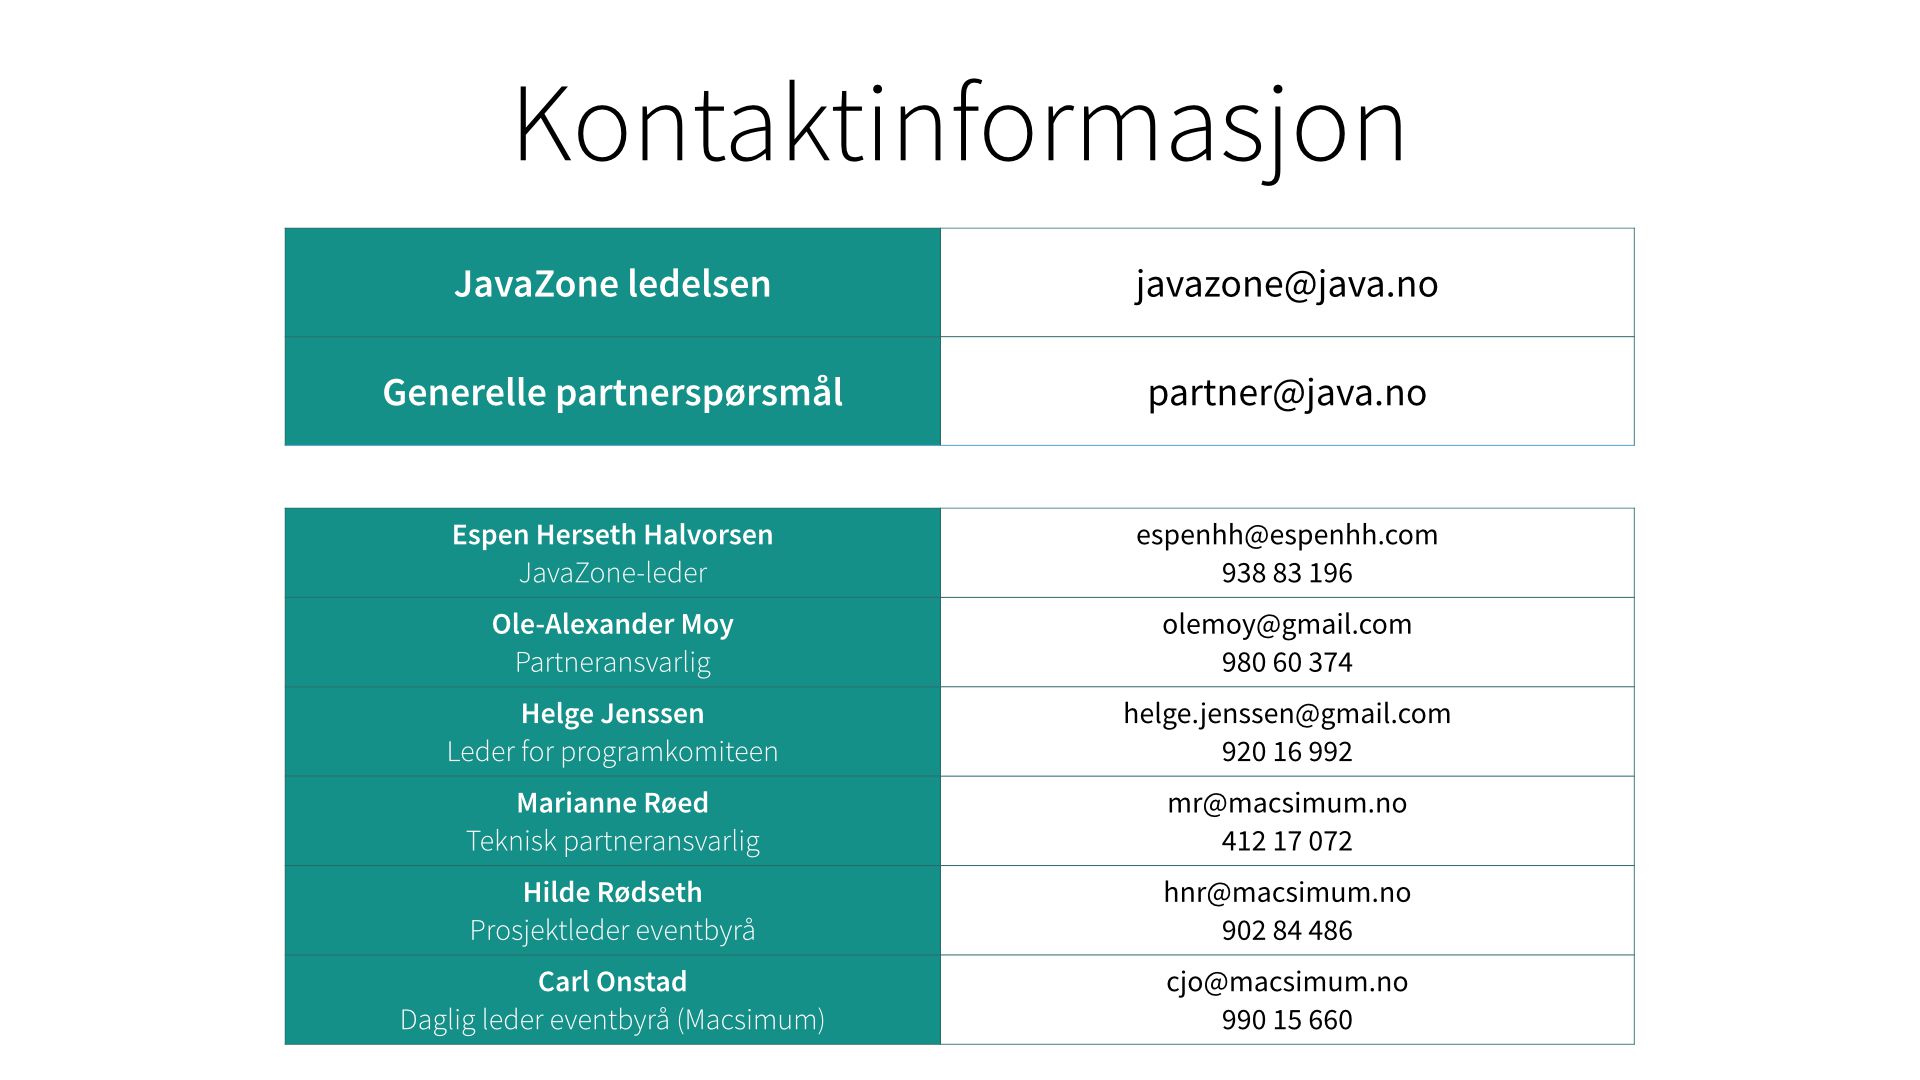 Kontaktinformasjon
JavaZone ledelsen
javazone@java.no
Generelle partnerspørsmål
partner@java.no
Espen Herseth Halvorsen
JavaZone-leder
espenhh@espenhh.com
938 83 196
Ole-Alexander Moy
Partneransvarlig
olemoy@gmail.com
980 60 374
Helge Jenssen
Leder for programkomiteen
helge.jenssen@gmail.com
920 16 992
Marianne Røed
Teknisk partneransvarlig
mr@macsimum.no
412 17 072
Hilde Rødseth
Prosjektleder eventbyrå
hnr@macsimum.no
902 84 486
Carl Onstad
Daglig leder eventbyrå (Macsimum)
cjo@macsimum.no
990 15 660